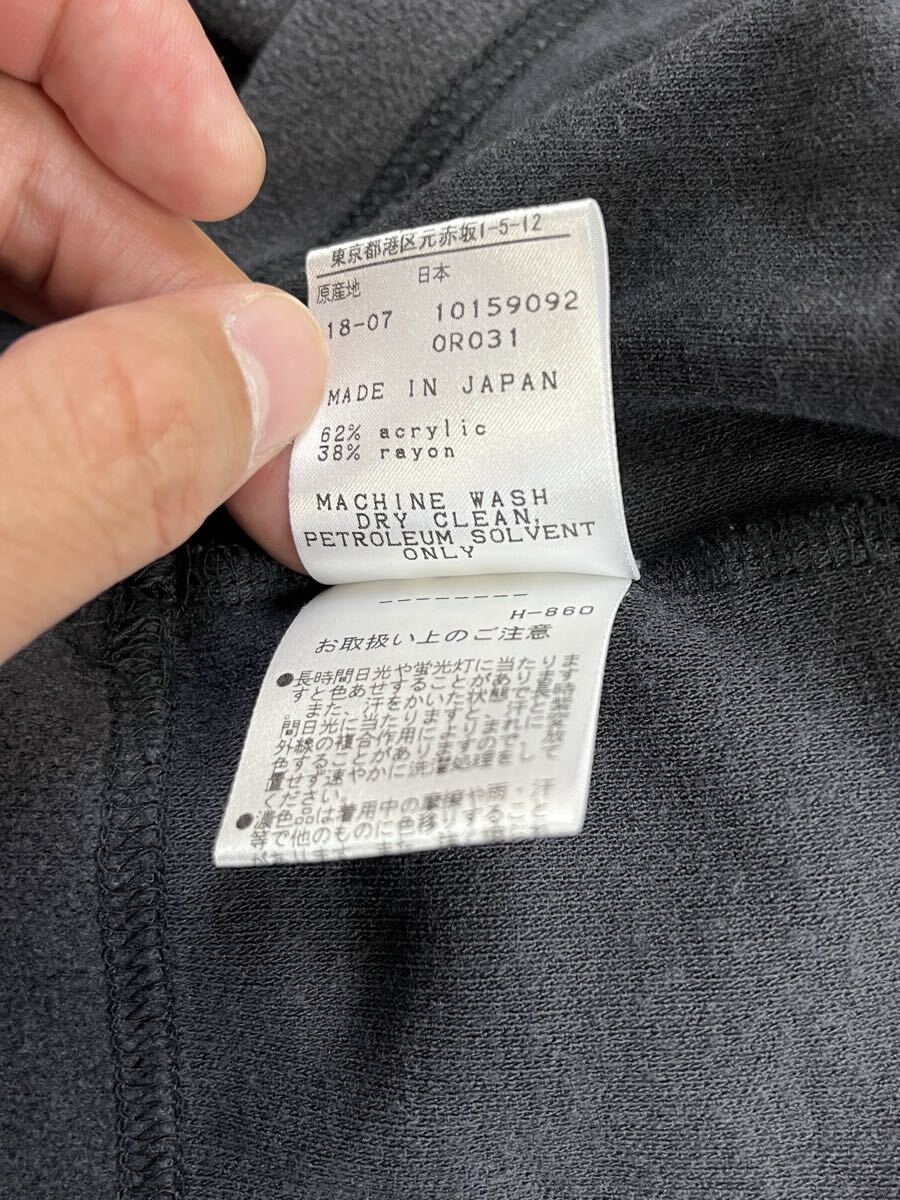 東京都港区元赤坂1-5-12
原産地 日本
18-07 10159092
0R031
MADE IN JAPAN
62% acrylic
38% rayon
MACHINE WASH
DRY CLEAN,
PETROLEUM SOLVENT
ONLY
--------
H-860
お取扱い上のご注意
●長時間日光や蛍光灯に当たりま
すと色あせすることがあります
。また、汗をかいた状態で長時
間日光に当たりますと、汗と紫
外線の複合作用によりまれに変
色することがありますので、放
置せず速やかに洗濯処理をして
ください。
●濃色品は着用中の摩擦や雨・汗
等で他のものに色移りすること